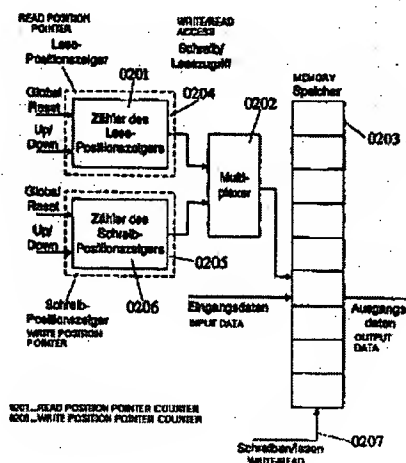 READ POSITION
POINTER
Lese-
Positionszeiger
WRITE/READ
ACCESS
Schreib/
Lesezugriff
0201
0204
0202
MEMORY
Speicher
0203
Global
Reset
Up/
Down
Zähler des
Lese-
Positionszeigers
Multi-
plexer
Global
Reset
Up/
Down
Zähler des
Schreib-
Positionszeigers
0205
0206
Schreib-
Positionszeiger
WRITE POSITION
POINTER
Eingangsdaten
INPUT DATA
Ausgangs
daten
OUTPUT
DATA
0201...READ POSITION POINTER COUNTER
0206...WRITE POSITION POINTER COUNTER
0207
Schreiben/lesen
WRITE/READ